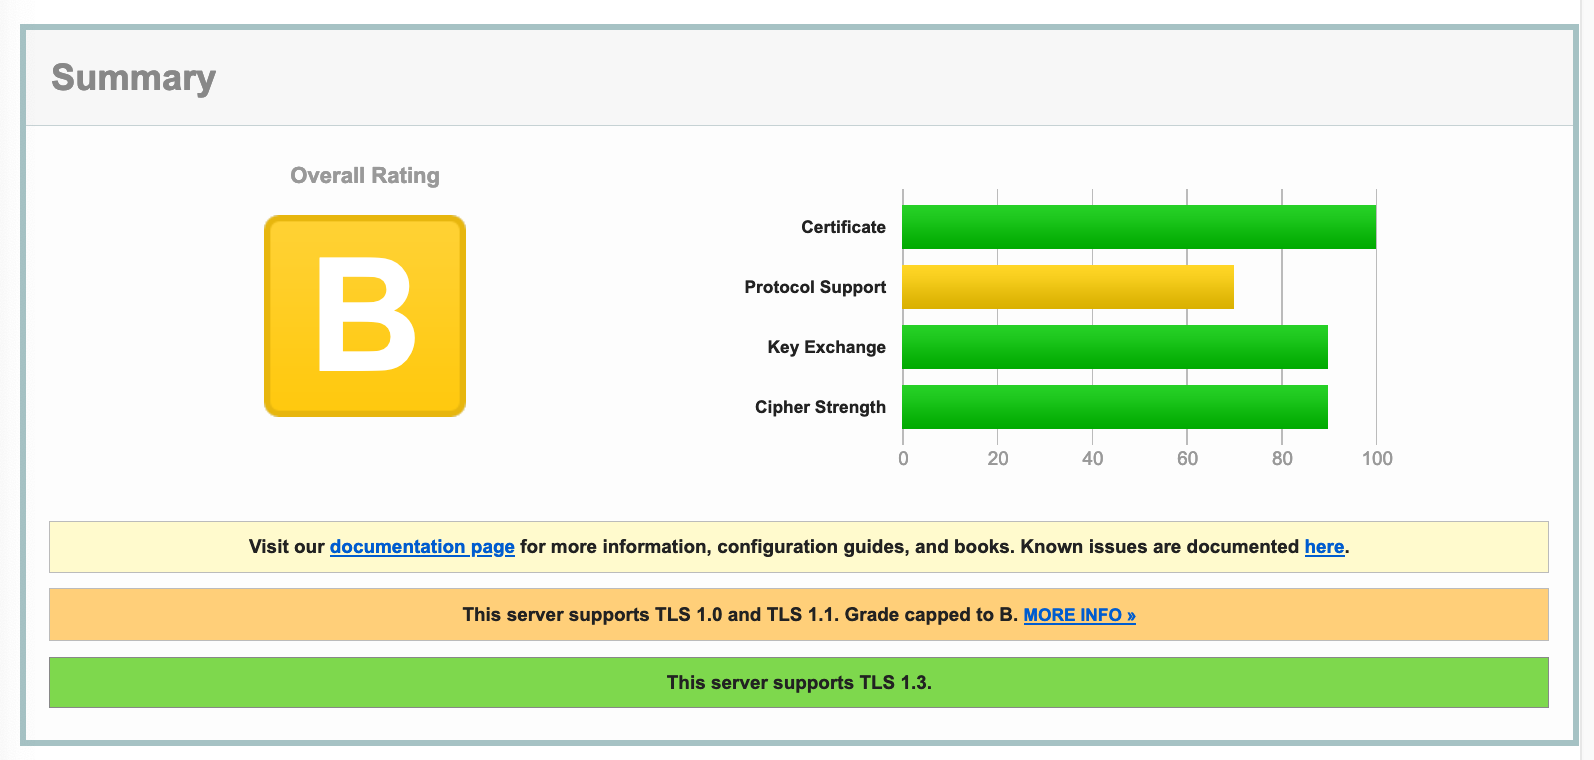 Summary
Overall Rating
B
Certificate
Protocol Support
Key Exchange
Cipher Strength
0 20 40 60 80 100
Visit our documentation page for more information, configuration guides, and books. Known issues are documented here.
This server supports TLS 1.0 and TLS 1.1. Grade capped to B. MORE INFO »
This server supports TLS 1.3.